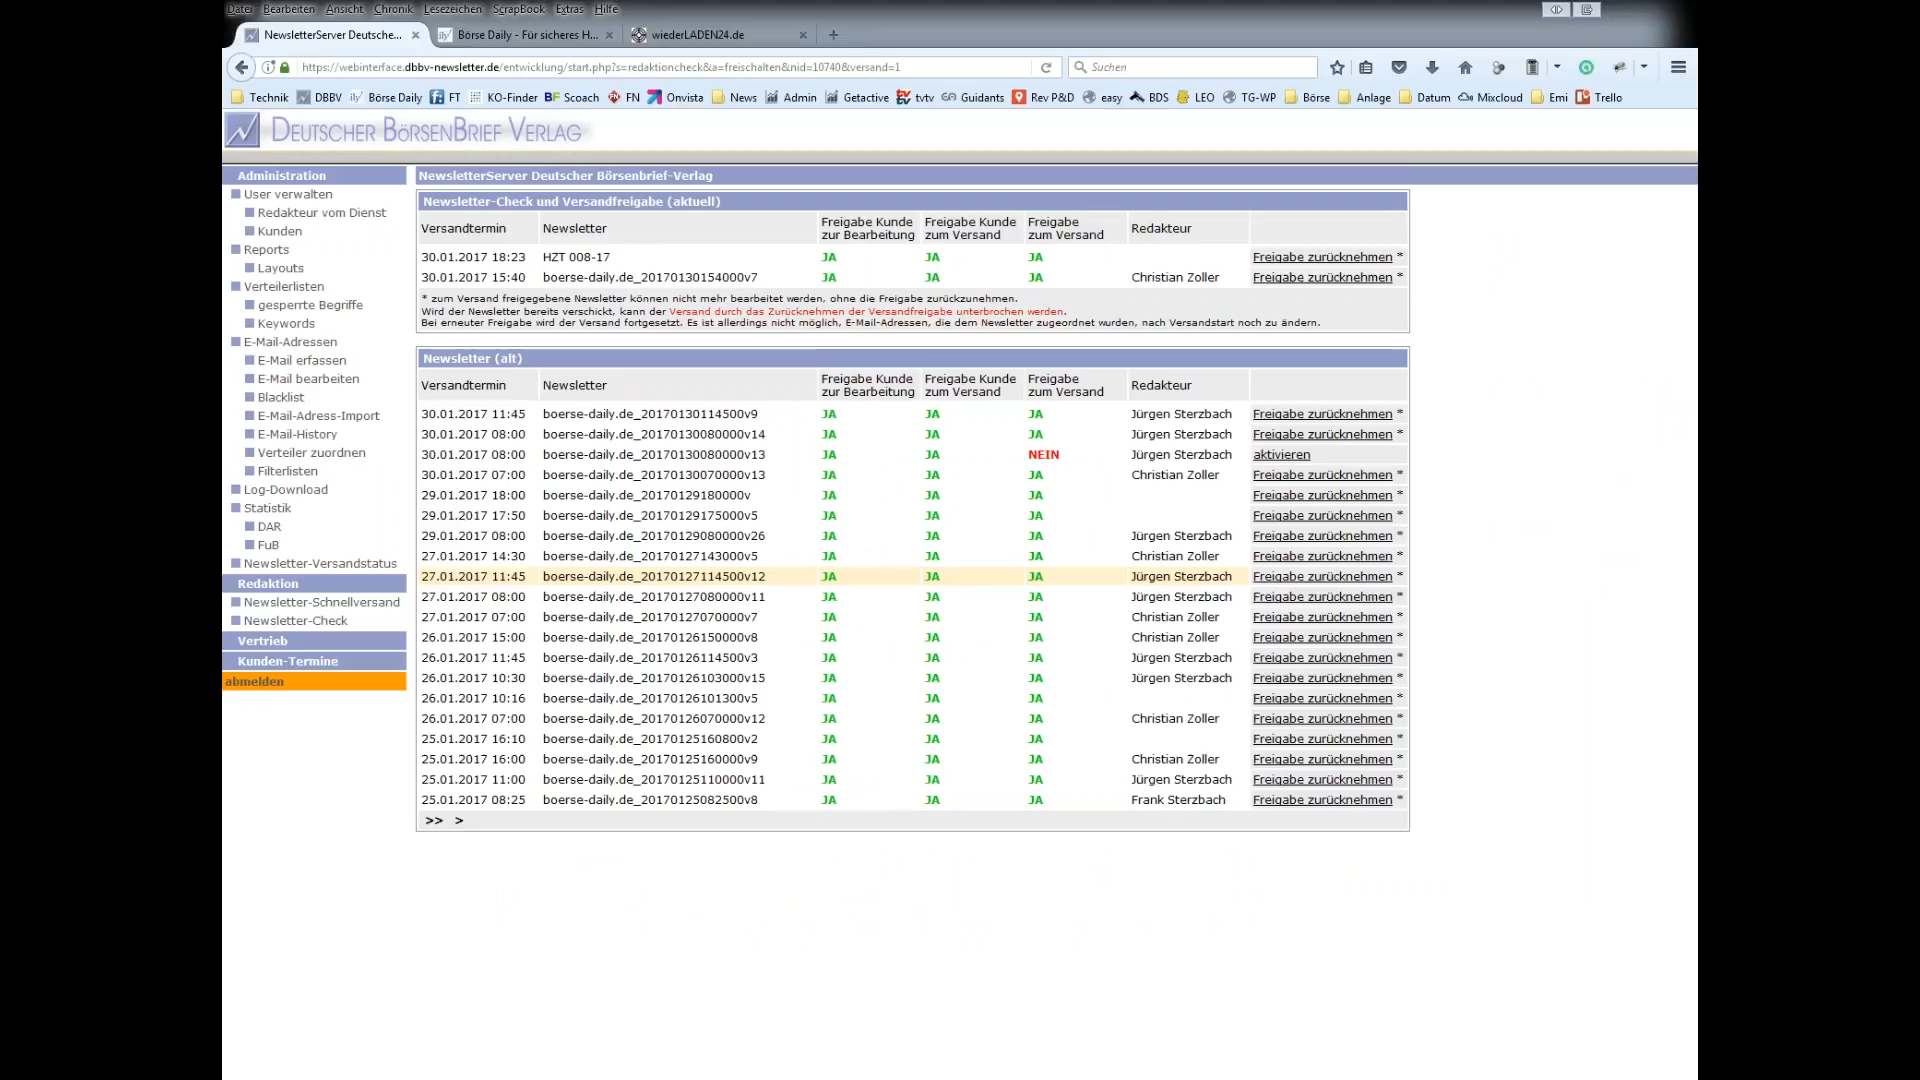 Datei Bearbeiten Ansicht Chronik Lesezeichen ScrapBook Extras Hilfe
NewsletterServer Deutsche... Börse Daily - Für sicheres H... wiederLADEN24.de
https://webinterface.dbbv-newsletter.de/entwicklung/start.php?s=redaktioncheck&a=freischalten&nid=10740&versand=1 Suchen
Technik DBBV Börse Daily FT KO-Finder Scoach FN Onvista News Admin Getactive tvtv Guidants Rev P&D easy BDS LEO TG-WP Börse Anlage Datum Mixcloud Emi Trello
DEUTSCHER BÖRSENBRIEF VERLAG
Administration
User verwalten
Redakteur vom Dienst
Kunden
Reports
Layouts
Verteilerlisten
gesperrte Begriffe
Keywords
E-Mail-Adressen
E-Mail erfassen
E-Mail bearbeiten
Blacklist
E-Mail-Adress-Import
E-Mail-History
Verteiler zuordnen
Filterlisten
Log-Download
Statistik
DAR
FuB
Newsletter-Versandstatus
Redaktion
Newsletter-Schnellversand
Newsletter-Check
Vertrieb
Kunden-Termine
abmelden
NewsletterServer Deutscher Börsenbrief-Verlag
Newsletter-Check und Versandfreigabe (aktuell)
Versandtermin Newsletter Freigabe Kunde zur Bearbeitung Freigabe Kunde zum Versand Freigabe zum Versand Redakteur
30.01.2017 18:23 HZT 008-17 JA JA JA Freigabe zurücknehmen *
30.01.2017 15:40 boerse-daily.de_20170130154000v7 JA JA JA Christian Zoller Freigabe zurücknehmen *
* zum Versand freigegebene Newsletter können nicht mehr bearbeitet werden, ohne die Freigabe zurückzunehmen.
Wird der Newsletter bereits verschickt, kann der Versand durch das Zurücknehmen der Versandfreigabe unterbrochen werden.
Bei erneuter Freigabe wird der Versand fortgesetzt. Es ist allerdings nicht möglich, E-Mail-Adressen, die dem Newsletter zugeordnet wurden, nach Versandstart noch zu ändern.
Newsletter (alt)
Versandtermin Newsletter Freigabe Kunde zur Bearbeitung Freigabe Kunde zum Versand Freigabe zum Versand Redakteur
30.01.2017 11:45 boerse-daily.de_20170130114500v9 JA JA JA Jürgen Sterzbach Freigabe zurücknehmen *
30.01.2017 08:00 boerse-daily.de_20170130080000v14 JA JA JA Jürgen Sterzbach Freigabe zurücknehmen *
30.01.2017 08:00 boerse-daily.de_20170130080000v13 JA JA NEIN Jürgen Sterzbach aktivieren
30.01.2017 07:00 boerse-daily.de_20170130070000v13 JA JA JA Christian Zoller Freigabe zurücknehmen *
29.01.2017 18:00 boerse-daily.de_20170129180000v JA JA JA Freigabe zurücknehmen *
29.01.2017 17:50 boerse-daily.de_20170129175000v5 JA JA JA Freigabe zurücknehmen *
29.01.2017 08:00 boerse-daily.de_20170129080000v26 JA JA JA Jürgen Sterzbach Freigabe zurücknehmen *
27.01.2017 14:30 boerse-daily.de_20170127143000v5 JA JA JA Christian Zoller Freigabe zurücknehmen *
27.01.2017 11:45 boerse-daily.de_20170127114500v12 JA JA JA Jürgen Sterzbach Freigabe zurücknehmen *
27.01.2017 08:00 boerse-daily.de_20170127080000v11 JA JA JA Jürgen Sterzbach Freigabe zurücknehmen *
27.01.2017 07:00 boerse-daily.de_20170127070000v7 JA JA JA Christian Zoller Freigabe zurücknehmen *
26.01.2017 15:00 boerse-daily.de_20170126150000v8 JA JA JA Christian Zoller Freigabe zurücknehmen *
26.01.2017 11:45 boerse-daily.de_20170126114500v3 JA JA JA Jürgen Sterzbach Freigabe zurücknehmen *
26.01.2017 10:30 boerse-daily.de_20170126103000v15 JA JA JA Jürgen Sterzbach Freigabe zurücknehmen *
26.01.2017 10:16 boerse-daily.de_20170126101300v5 JA JA JA Freigabe zurücknehmen *
26.01.2017 07:00 boerse-daily.de_20170126070000v12 JA JA JA Christian Zoller Freigabe zurücknehmen *
25.01.2017 16:10 boerse-daily.de_20170125160800v2 JA JA JA Freigabe zurücknehmen *
25.01.2017 16:00 boerse-daily.de_20170125160000v9 JA JA JA Christian Zoller Freigabe zurücknehmen *
25.01.2017 11:00 boerse-daily.de_20170125110000v11 JA JA JA Jürgen Sterzbach Freigabe zurücknehmen *
25.01.2017 08:25 boerse-daily.de_20170125082500v8 JA JA JA Frank Sterzbach Freigabe zurücknehmen *
>> >